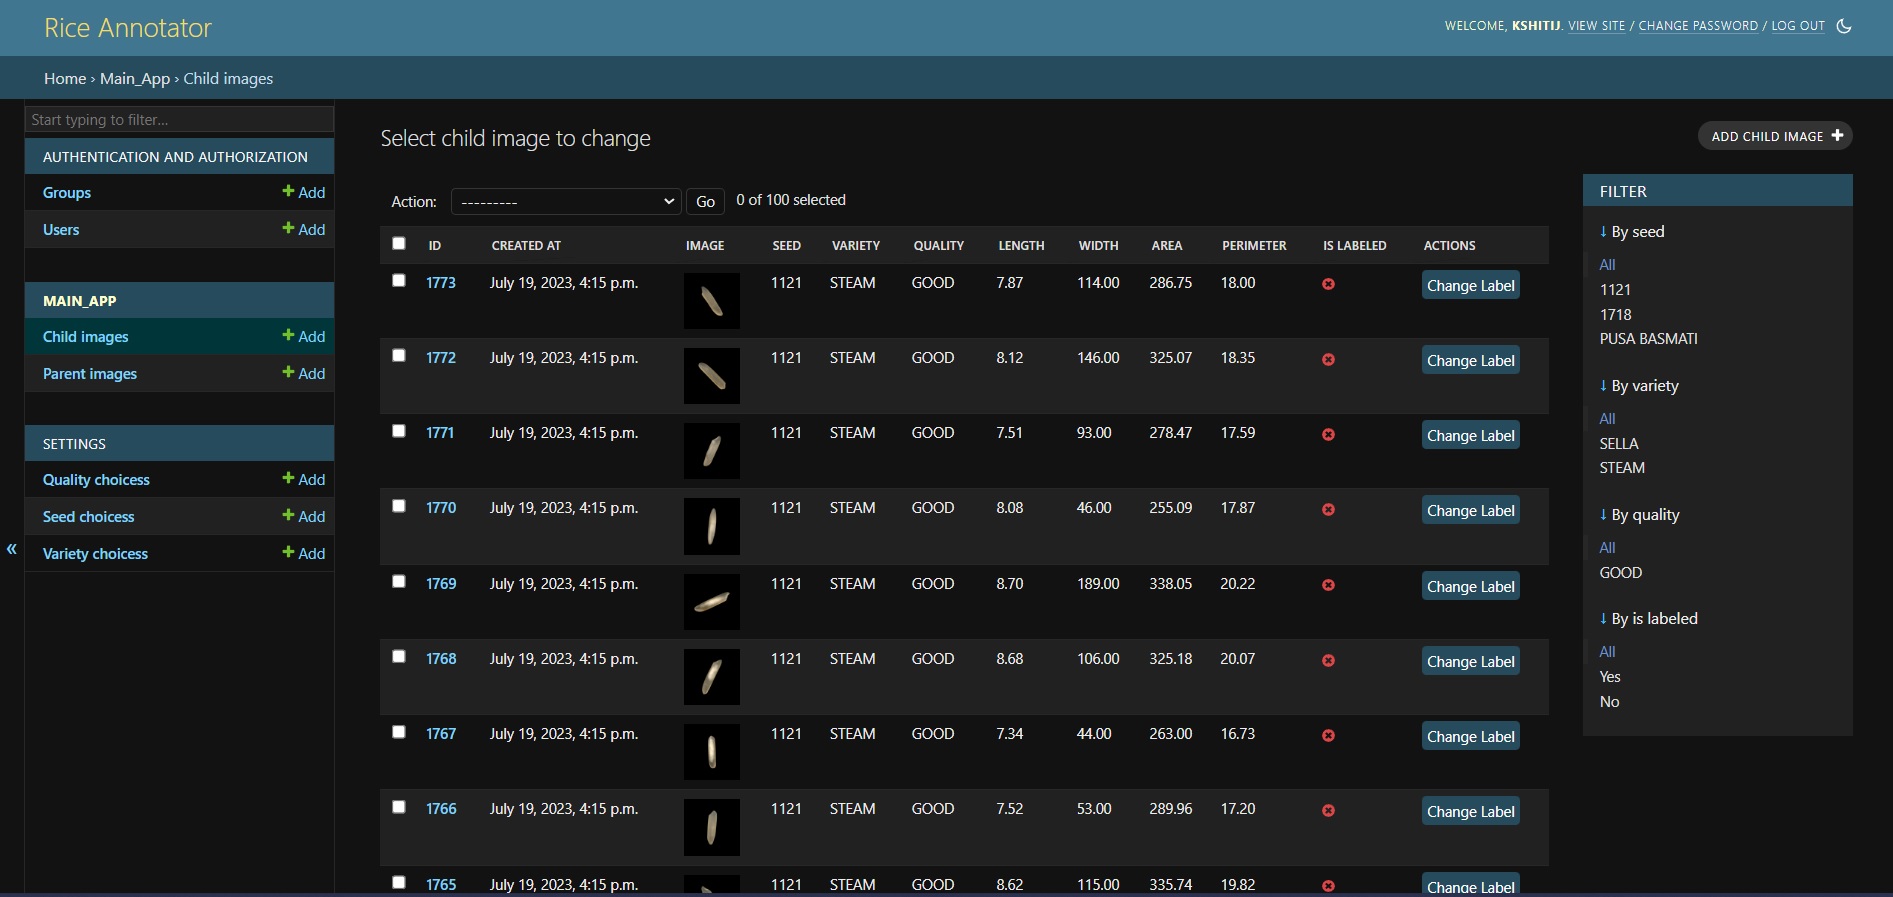 Rice Annotator
WELCOME, KSHITIJ. VIEW SITE / CHANGE PASSWORD / LOG OUT
Home › Main_App › Child images
Start typing to filter...
AUTHENTICATION AND AUTHORIZATION
Groups Add
Users Add
MAIN_APP
Child images Add
Parent images Add
SETTINGS
Quality choicess Add
Seed choicess Add
Variety choicess Add
«
Select child image to change
ADD CHILD IMAGE
Action: --------- Go 0 of 100 selected
ID CREATED AT IMAGE SEED VARIETY QUALITY LENGTH WIDTH AREA PERIMETER IS LABELED ACTIONS
1773 July 19, 2023, 4:15 p.m. 1121 STEAM GOOD 7.87 114.00 286.75 18.00 Change Label
1772 July 19, 2023, 4:15 p.m. 1121 STEAM GOOD 8.12 146.00 325.07 18.35 Change Label
1771 July 19, 2023, 4:15 p.m. 1121 STEAM GOOD 7.51 93.00 278.47 17.59 Change Label
1770 July 19, 2023, 4:15 p.m. 1121 STEAM GOOD 8.08 46.00 255.09 17.87 Change Label
1769 July 19, 2023, 4:15 p.m. 1121 STEAM GOOD 8.70 189.00 338.05 20.22 Change Label
1768 July 19, 2023, 4:15 p.m. 1121 STEAM GOOD 8.68 106.00 325.18 20.07 Change Label
1767 July 19, 2023, 4:15 p.m. 1121 STEAM GOOD 7.34 44.00 263.00 16.73 Change Label
1766 July 19, 2023, 4:15 p.m. 1121 STEAM GOOD 7.52 53.00 289.96 17.20 Change Label
1765 July 19, 2023, 4:15 p.m. 1121 STEAM GOOD 8.62 115.00 335.74 19.82 Change Label
FILTER
↓ By seed
All
1121
1718
PUSA BASMATI
↓ By variety
All
SELLA
STEAM
↓ By quality
All
GOOD
↓ By is labeled
All
Yes
No